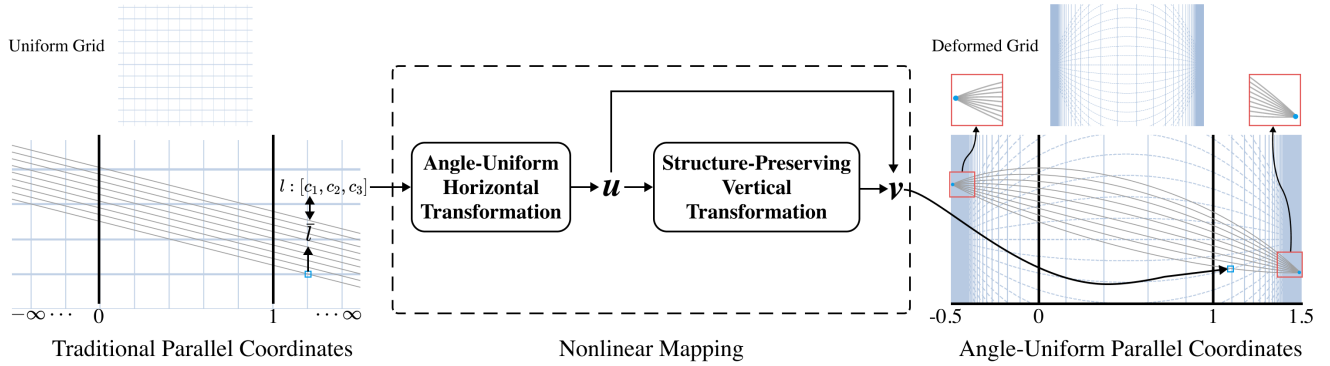 Uniform Grid
l : [c₁, c₂, c₃]
l̄
−∞ ··· 0 1 ··· ∞
Traditional Parallel Coordinates
Angle-Uniform
Horizontal
Transformation
u
Structure-Preserving
Vertical
Transformation
v
Nonlinear Mapping
Deformed Grid
-0.5 0 1 1.5
Angle-Uniform Parallel Coordinates